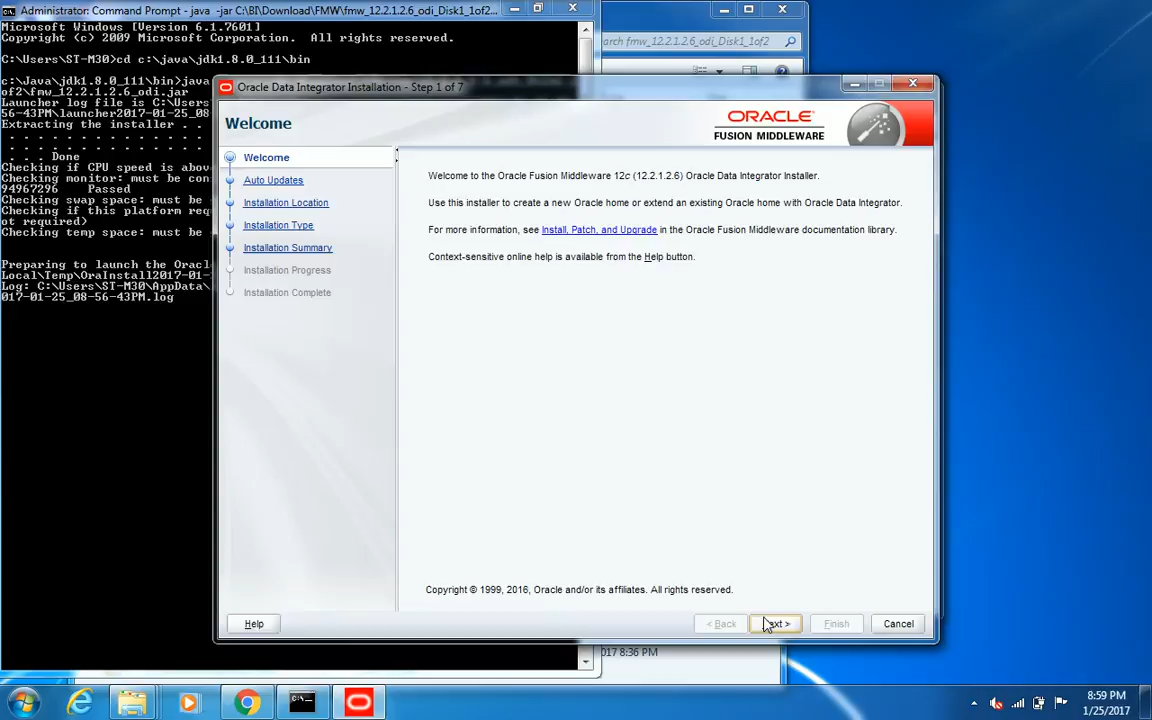 Administrator: Command Prompt - java -jar C:\BI\Download\FMW\fmw_12.2.1.2.6_odi_Disk1_1of2...
Microsoft Windows [Version 6.1.7601]
Copyright (c) 2009 Microsoft Corporation. All rights reserved.
C:\Users\ST-M30>cd c:\java\jdk1.8.0_111\bin
c:\Java\jdk1.8.0_111\bin>java
of2\fmw_12.2.1.2.6_odi.jar
Launcher log file is C:\Users
56-43PM\launcher2017-01-25_08
Extracting the installer . .
. . . . . . . . . . . . . .
. . . . . . . . . . . . . .
. . . Done
Checking if CPU speed is abov
Checking monitor: must be con
94967296 Passed
Checking swap space: must be
Checking if this platform req
ot required)
Checking temp space: must be
Preparing to launch the Oracl
Local\Temp\OraInstall2017-01-
Log: C:\Users\ST-M30\AppData\
017-01-25_08-56-43PM.log
arch fmw_12.2.1.2.6_odi_Disk1_1of2
Oracle Data Integrator Installation - Step 1 of 7
Welcome
ORACLE
FUSION MIDDLEWARE
Welcome
Auto Updates
Installation Location
Installation Type
Installation Summary
Installation Progress
Installation Complete
Welcome to the Oracle Fusion Middleware 12c (12.2.1.2.6) Oracle Data Integrator Installer.
Use this installer to create a new Oracle home or extend an existing Oracle home with Oracle Data Integrator.
For more information, see Install, Patch, and Upgrade in the Oracle Fusion Middleware documentation library.
Context-sensitive online help is available from the Help button.
Copyright © 1999, 2016, Oracle and/or its affiliates. All rights reserved.
Help
< Back
ext >
Finish
Cancel
017 8:36 PM
8:59 PM
1/25/2017